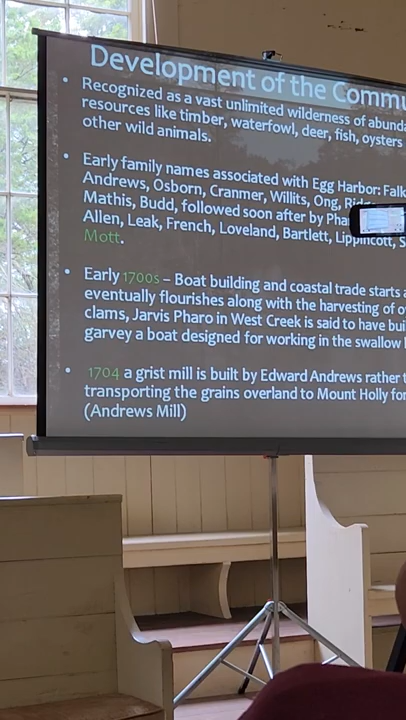 Development of the Commu
• Recognized as a vast unlimited wilderness of abunda
resources like timber, waterfowl, deer, fish, oysters
other wild animals.
• Early family names associated with Egg Harbor: Falk
Andrews, Osborn, Cranmer, Willits, Ong,
Mathis, Budd, followed soon after by Pha
Allen, Leak, French, Loveland, Bartlett, Lippincott, S
Mott.
• Early 1700s – Boat building and coastal trade starts a
eventually flourishes along with the harvesting of
clams, Jarvis Pharo in West Creek is said to have bui
garvey a boat designed for working in the swallow
• 1704 a grist mill is built by Edward Andrews rather t
transporting the grains overland to Mount Holly for
(Andrews Mill)